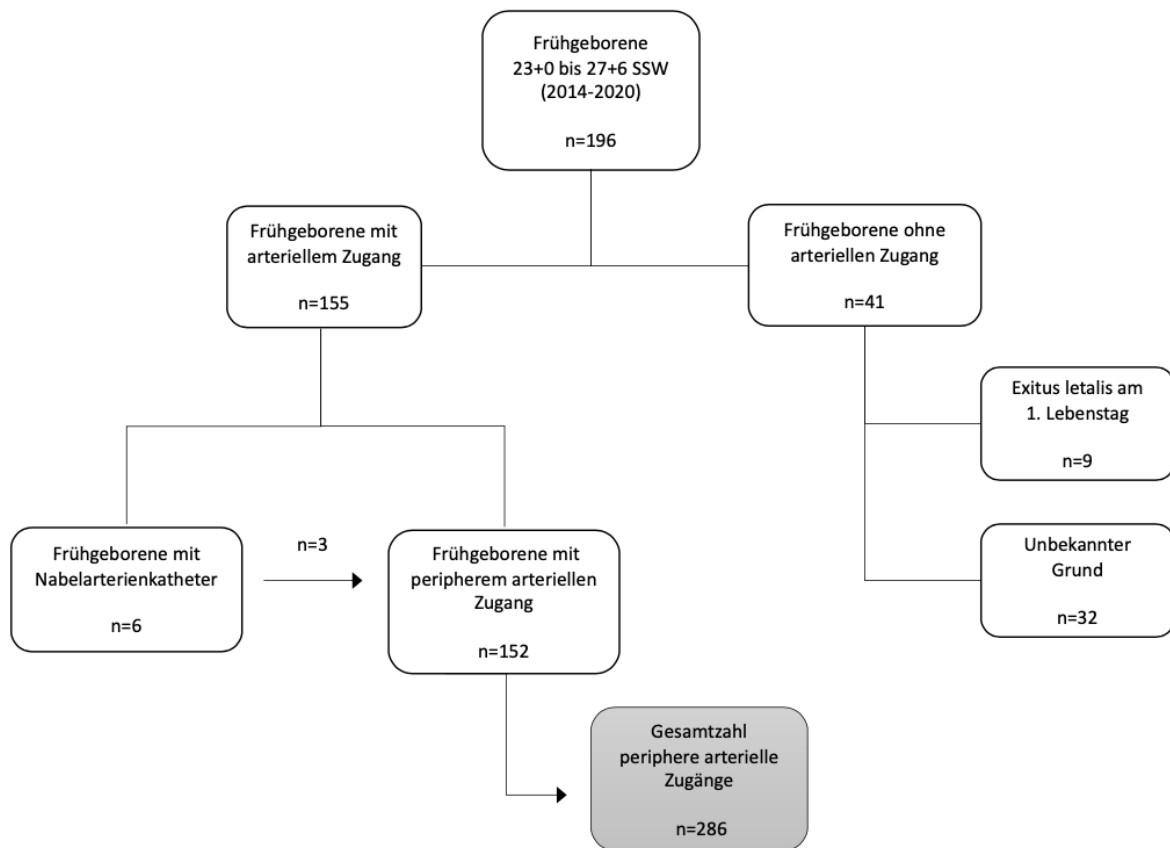 Frühgeborene
23+0 bis 27+6 SSW
(2014-2020)
n=196
Frühgeborene mit
arteriellem Zugang
n=155
Frühgeborene ohne
arteriellen Zugang
n=41
Exitus letalis am
1. Lebenstag
n=9
Unbekannter
Grund
n=32
Frühgeborene mit
Nabelarterienkatheter
n=6
n=3
Frühgeborene mit
peripherem arteriellen
Zugang
n=152
Gesamtzahl
periphere arterielle
Zugänge
n=286